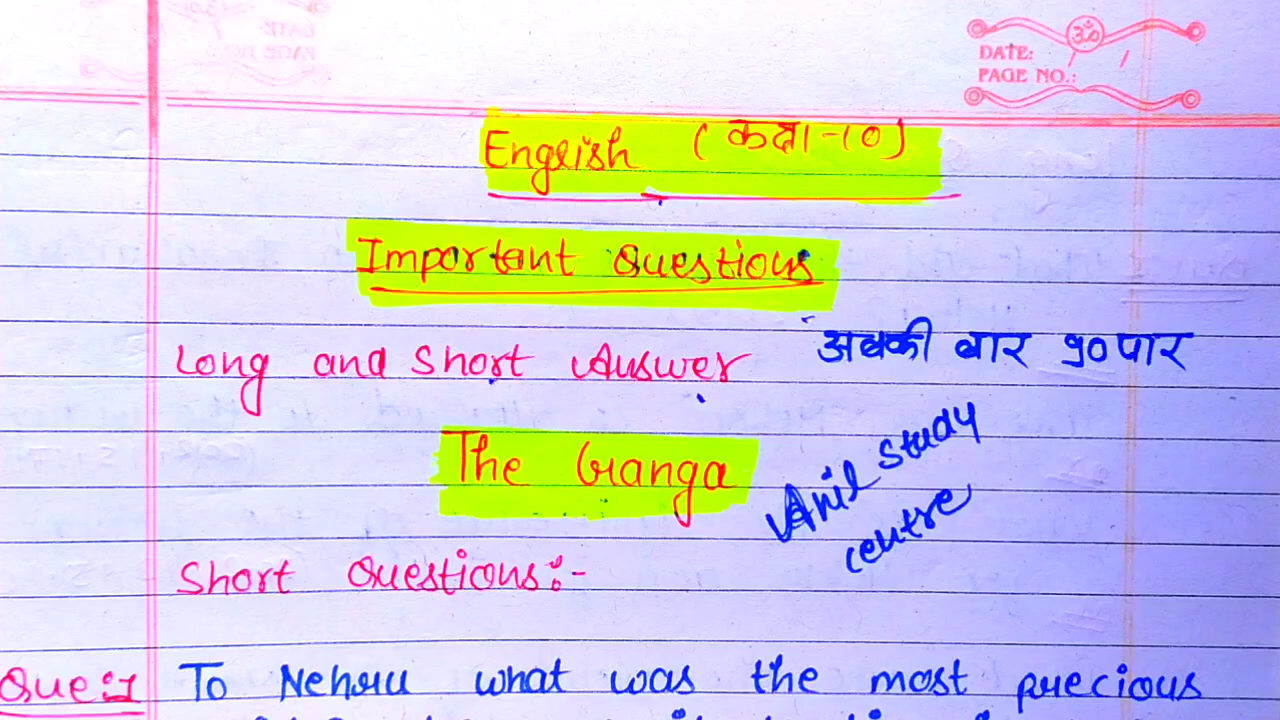 ॐ
DATE:
PAGE NO.:
English (कक्षा-10)
Important Questions
Long and Short Answer
अबकी बार 90 पार
The Ganga
Anil Study
centre
Short Questions:-
Que:1 To Nehru what was the most precious